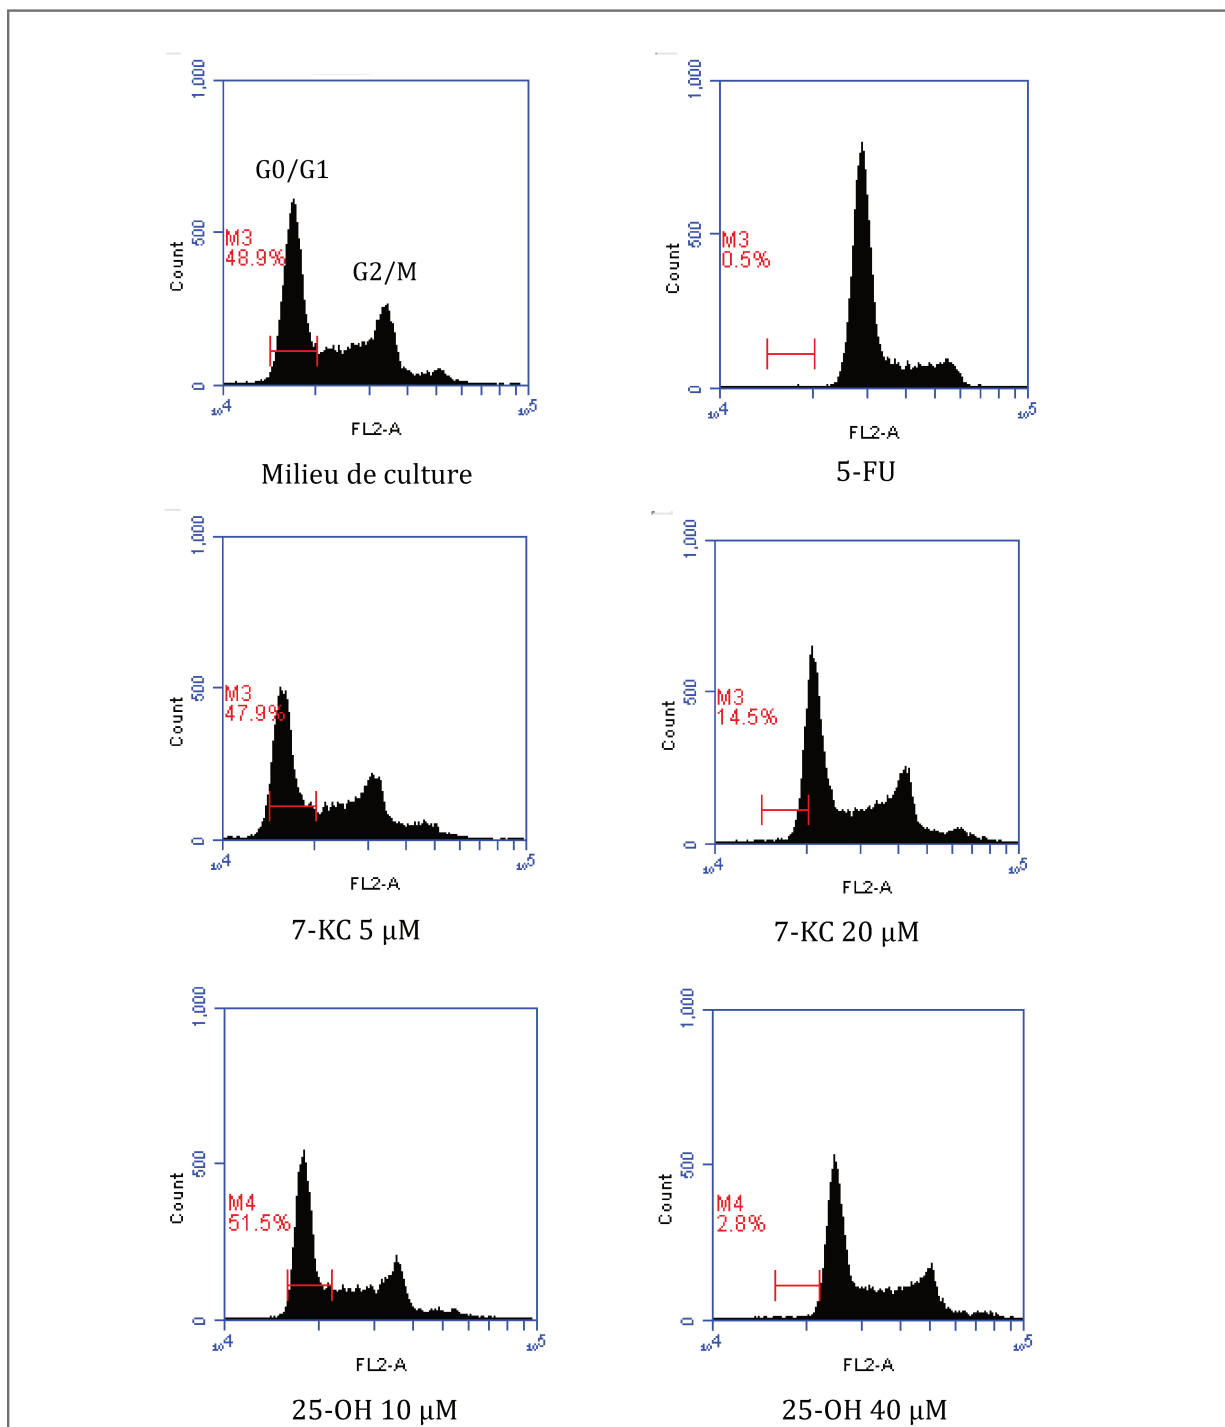 1,000
G0/G1
500
M3
48.9%
G2/M
Count
0
10^4
10^5
FL2-A
Milieu de culture
1,000
500
M3
0.5%
Count
0
10^4
10^5
FL2-A
5-FU
1,000
500
M3
47.9%
Count
0
10^4
10^5
FL2-A
7-KC 5 µM
1,000
500
M3
14.5%
Count
0
10^4
10^5
FL2-A
7-KC 20 µM
1,000
500
M4
51.5%
Count
0
10^4
10^5
FL2-A
25-OH 10 µM
1,000
500
M4
2.8%
Count
0
10^4
10^5
FL2-A
25-OH 40 µM